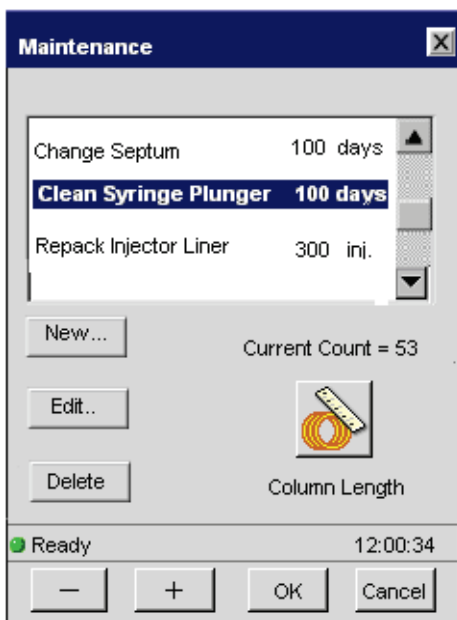 Maintenance
Change Septum 100 days
Clean Syringe Plunger 100 days
Repack Injector Liner 300 inj.
New...
Current Count = 53
Edit..
Delete
Column Length
Ready 12:00:34
− + OK Cancel